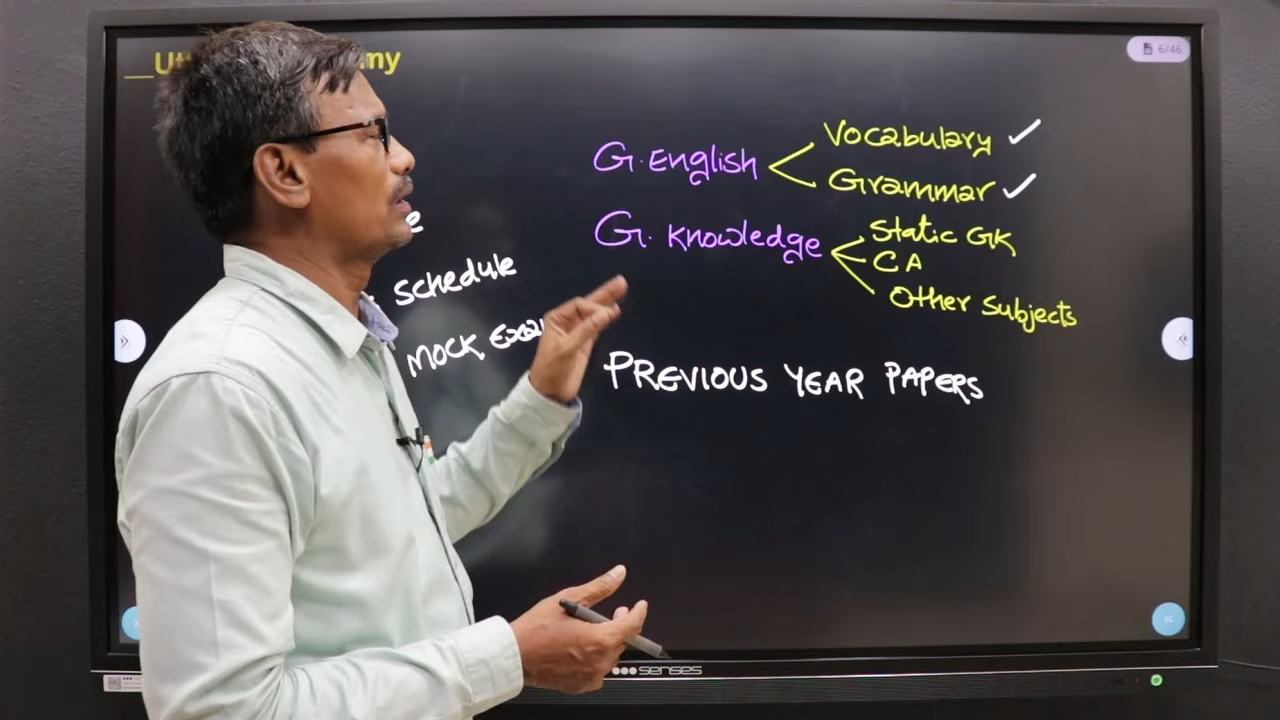 6/46
G. English
Vocabulary
Grammar
G. Knowledge
Static GK
CA
Other Subjects
Schedule
Mock
PREVIOUS YEAR PAPERS
senses